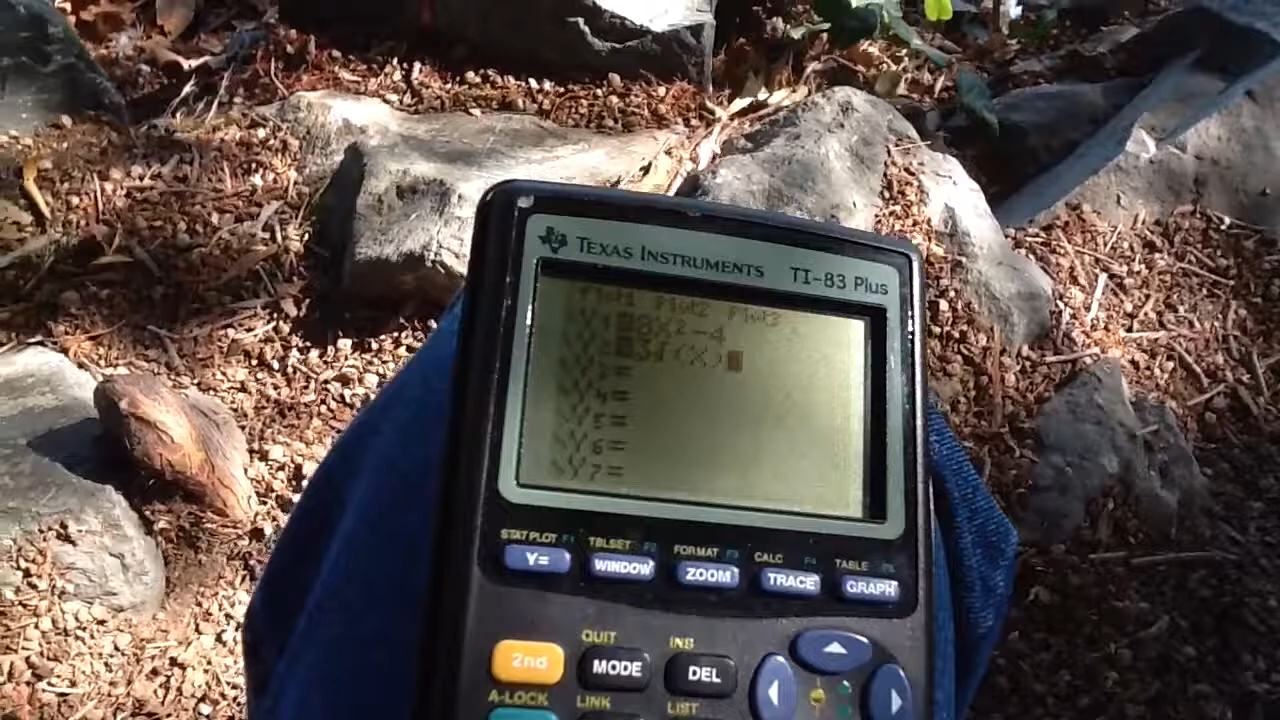 TEXAS INSTRUMENTS TI-83 Plus
Plot1 Plot2 Plot3
Y1=8X2-4
Y2=3√(X)
Y3=
Y4=
Y5=
Y6=
Y7=
STAT PLOT F1 TBLSET F2 FORMAT F3 CALC F4 TABLE F5
Y= WINDOW ZOOM TRACE GRAPH
QUIT INS
2nd MODE DEL
A-LOCK LINK LIST